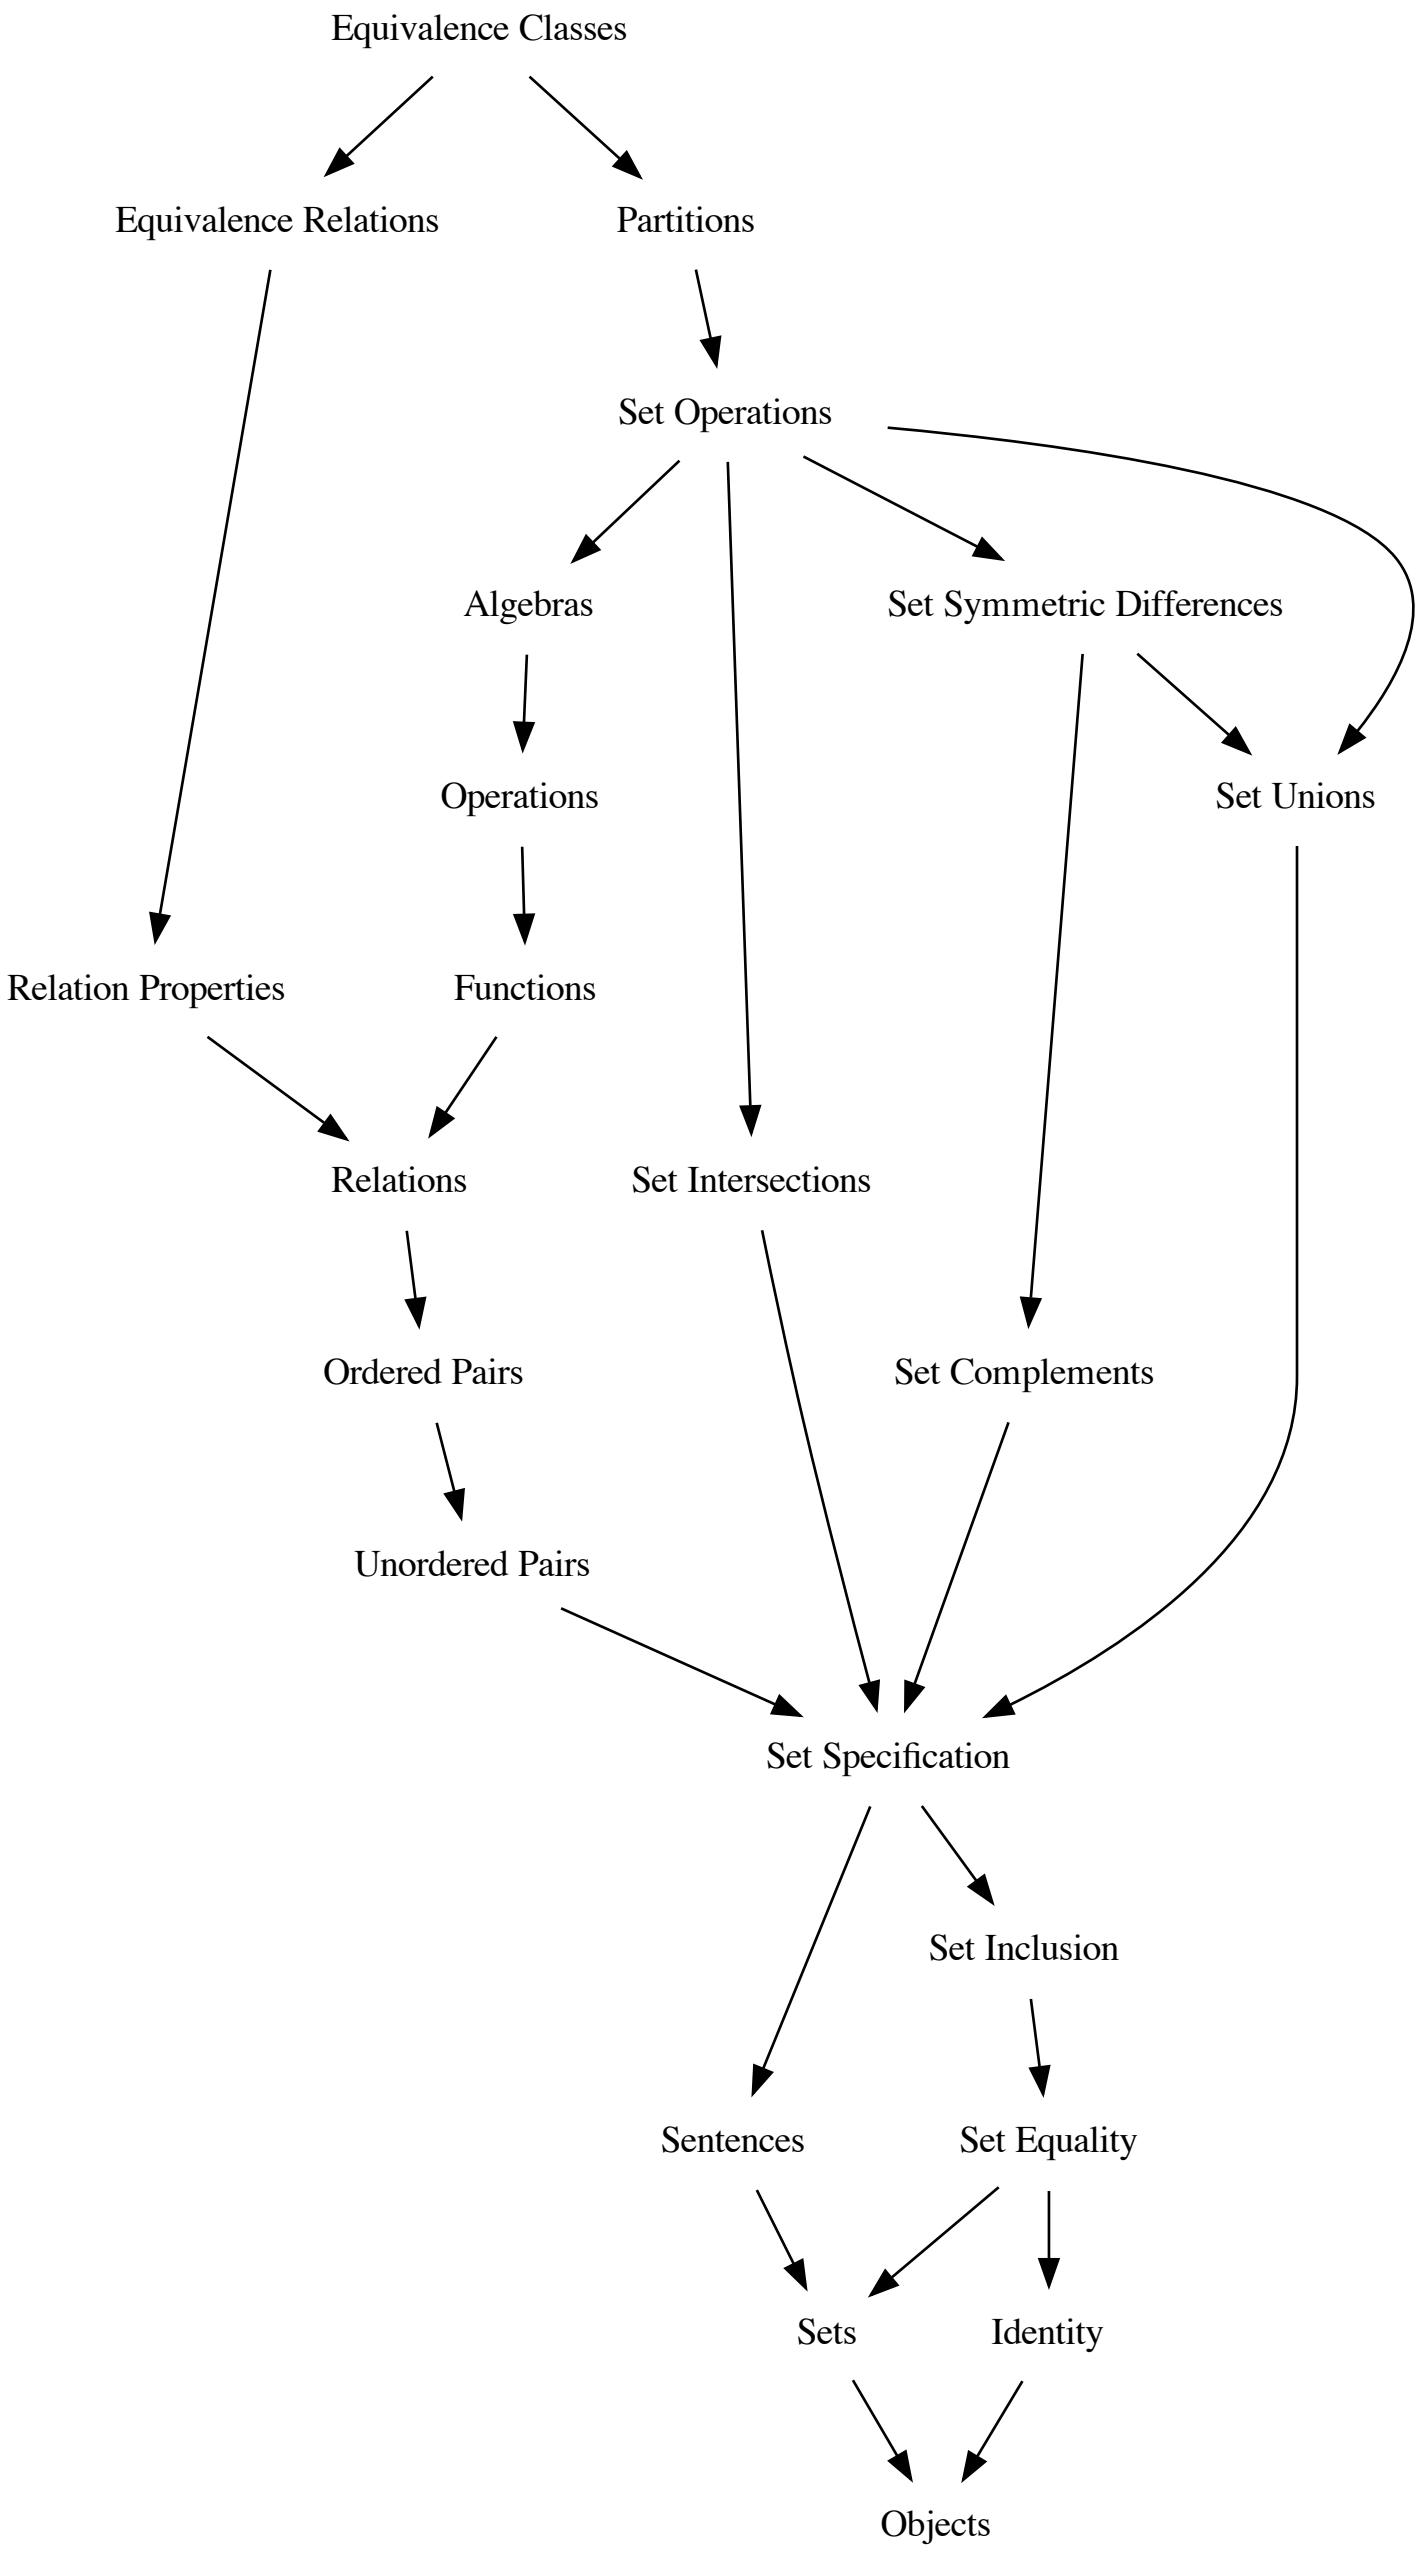 Equivalence Classes
Equivalence Relations
Partitions
Set Operations
Algebras
Set Symmetric Differences
Operations
Set Unions
Relation Properties
Functions
Relations
Set Intersections
Ordered Pairs
Set Complements
Unordered Pairs
Set Specification
Set Inclusion
Sentences
Set Equality
Sets
Identity
Objects